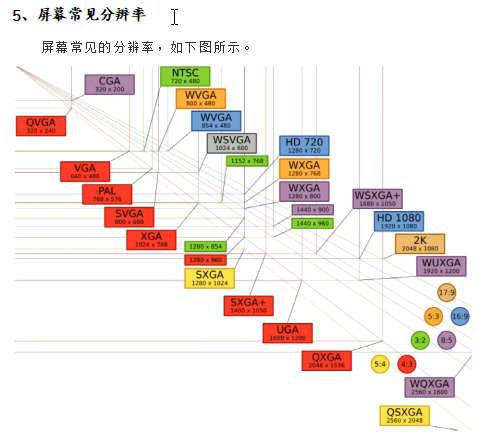 5、屏幕常见分辨率
屏幕常见的分辨率，如下图所示。
CGA
320 x 200
NTSC
720 x 480
QVGA
320 x 240
WVGA
800 x 480
WVGA
854 x 480
WSVGA
1024 x 600
HD 720
1280 x 720
1152 x 768
VGA
640 x 480
WXGA
1280 x 768
PAL
768 x 576
WXGA
1280 x 800
WSXGA+
1680 x 1050
SVGA
800 x 600
1440 x 900
HD 1080
1920 x 1080
1440 x 960
XGA
1024 x 768
2K
2048 x 1080
1280 x 854
1280 x 960
WUXGA
1920 x 1200
SXGA
1280 x 1024
17:9
SXGA+
1400 x 1050
5:3
16:9
UGA
1600 x 1200
3:2
8:5
QXGA
2048 x 1536
5:4
4:3
WQXGA
2560 x 1600
QSXGA
2560 x 2048